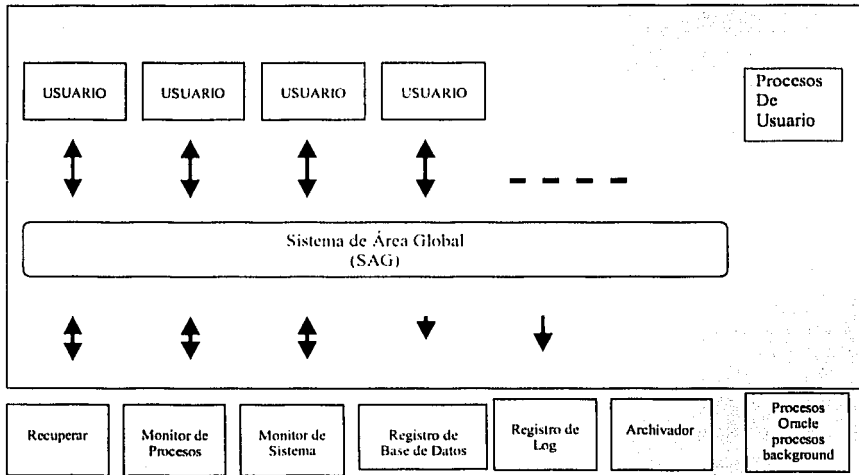 USUARIO
USUARIO
USUARIO
USUARIO
Procesos
De
Usuario
Sistema de Área Global
(SAG)
Recuperar
Monitor de
Procesos
Monitor de
Sistema
Registro de
Base de Datos
Registro de
Log
Archivador
Procesos
Oracle
procesos
background